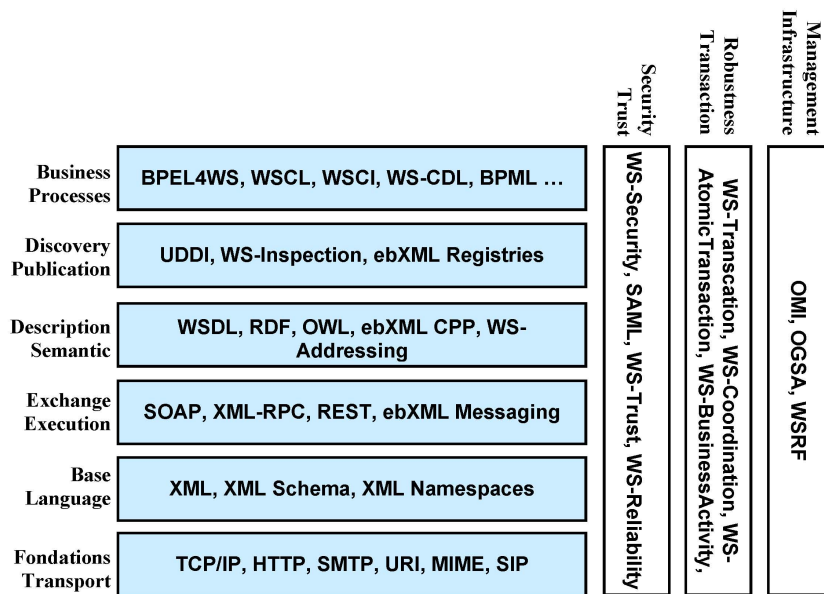 Management
Infrastructure
Robustness
Transaction
Security
Trust
Business
Processes
BPEL4WS, WSCL, WSCI, WS-CDL, BPML …
Discovery
Publication
UDDI, WS-Inspection, ebXML Registries
Description
Semantic
WSDL, RDF, OWL, ebXML CPP, WS-
Addressing
Exchange
Execution
SOAP, XML-RPC, REST, ebXML Messaging
Base
Language
XML, XML Schema, XML Namespaces
Fondations
Transport
TCP/IP, HTTP, SMTP, URI, MIME, SIP
WS-Security, SAML, WS-Trust, WS-Reliability
WS-Transcation, WS-Coordination, WS-
AtomicTransaction, WS-BusinessActivity,
OMI, OGSA, WSRF